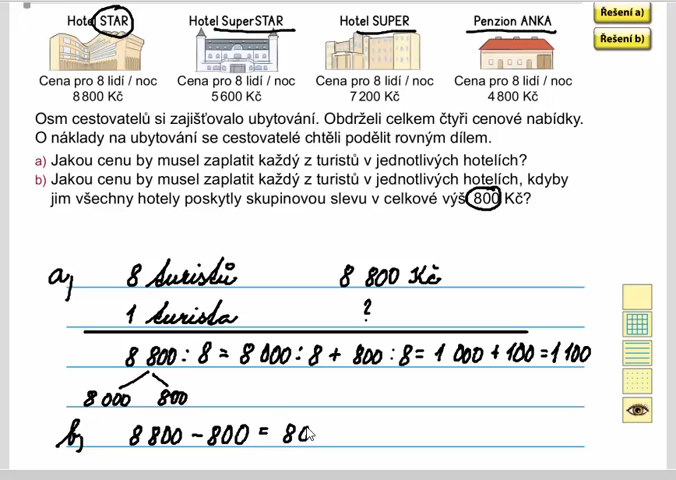 Hotel STAR Hotel SuperSTAR Hotel SUPER Penzion ANKA
Řešení a)
Řešení b)
Cena pro 8 lidí / noc Cena pro 8 lidí / noc Cena pro 8 lidí / noc Cena pro 8 lidí / noc
8 800 Kč 5 600 Kč 7 200 Kč 4 800 Kč
Osm cestovatelů si zajišťovalo ubytování. Obdrželi celkem čtyři cenové nabídky.
O náklady na ubytování se cestovatelé chtěli podělit rovným dílem.
a) Jakou cenu by musel zaplatit každý z turistů v jednotlivých hotelích?
b) Jakou cenu by musel zaplatit každý z turistů v jednotlivých hotelích, kdyby
jim všechny hotely poskytly skupinovou slevu v celkové výši 800 Kč?
a) 8 turistů 8 800 Kč
1 turista ?
8 800 : 8 = 8 000 : 8 + 800 : 8 = 1 000 + 100 = 1 100
8 000 800
b) 8 800 - 800 = 80